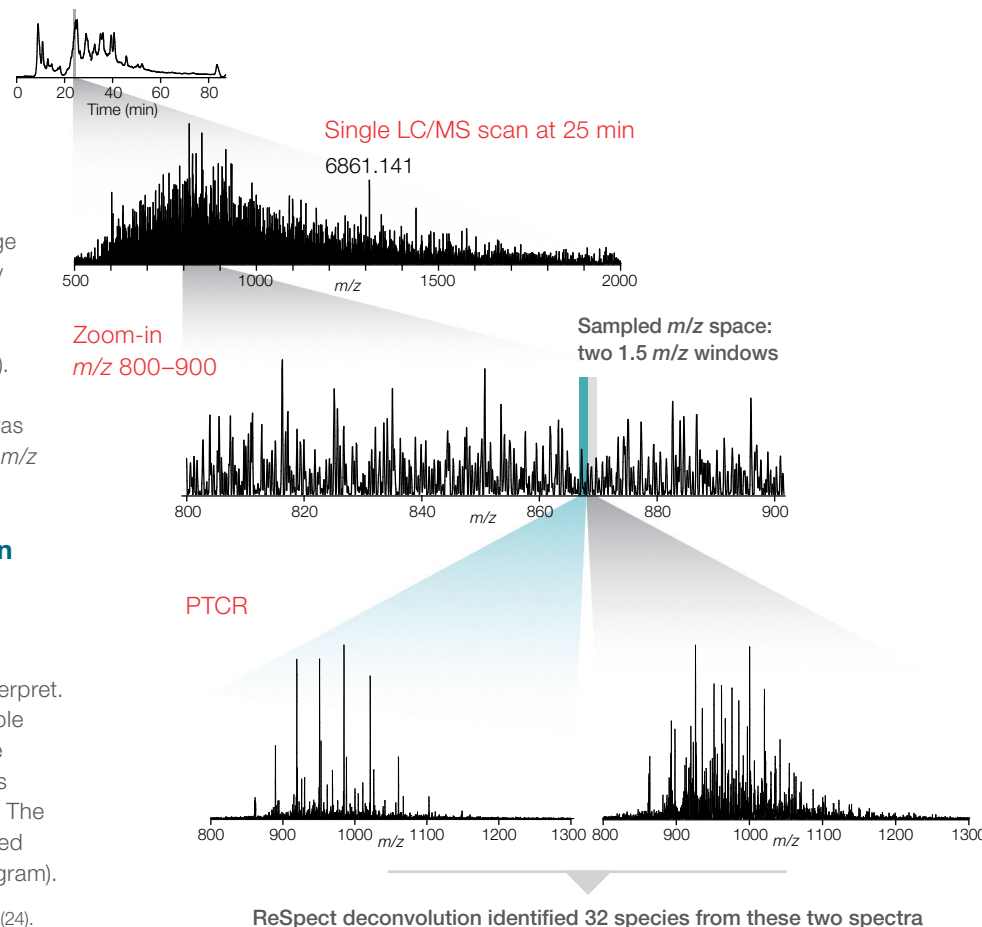 0 20 40 60 80
Time (min)
Single LC/MS scan at 25 min
6861.141
500 1000 1500 2000
m/z
Zoom-in
m/z 800–900
Sampled m/z space:
two 1.5 m/z windows
800 820 840 860 880 900
m/z
PTCR
800 900 1000 1100 1200 1300
m/z
800 900 1000 1100 1200 1300
m/z
ReSpect deconvolution identified 32 species from these two spectra
ge
).
as
m/z
n
erpret.
ple
e
s
The
ed
gram).
(24).